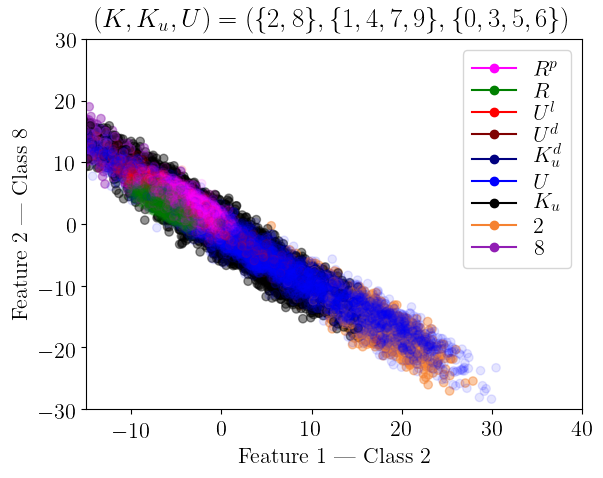 (K, K_u, U) = ({2, 8}, {1, 4, 7, 9}, {0, 3, 5, 6})
30
20
10
0
−10
−20
−30
Feature 2 — Class 8
R^p
R
U^l
U^d
K_u^d
U
K_u
2
8
−10
0
10
20
30
40
Feature 1 — Class 2